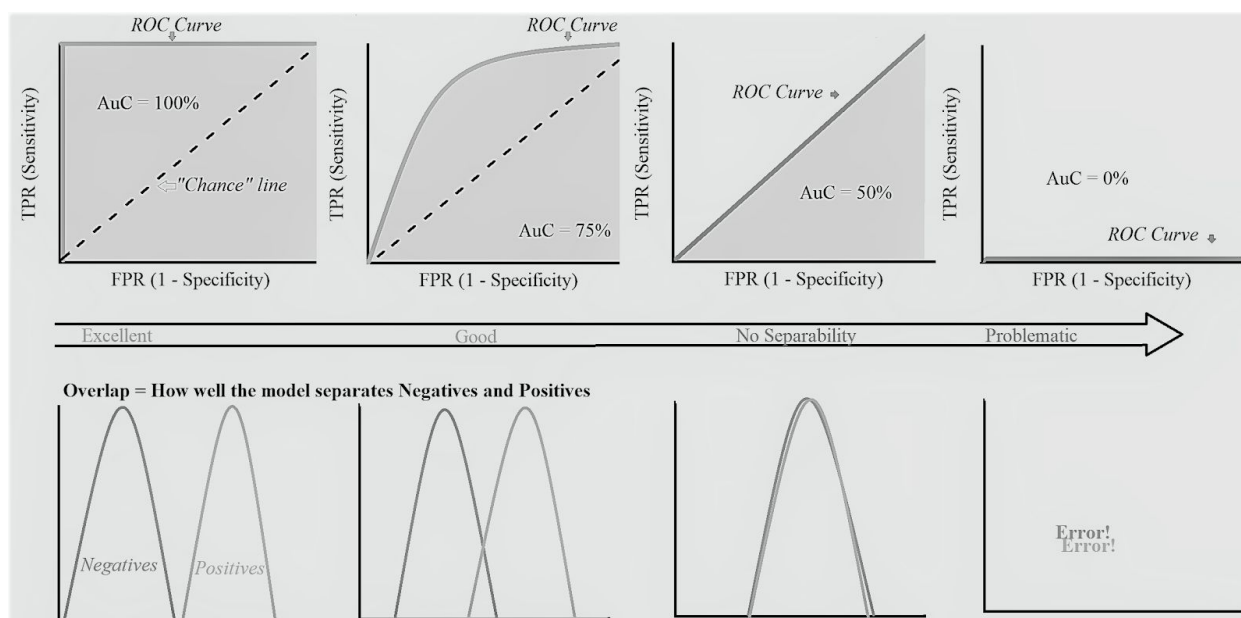 ROC Curve
TPR (Sensitivity)
AuC = 100%
"Chance" line
FPR (1 - Specificity)
ROC Curve
TPR (Sensitivity)
AuC = 75%
FPR (1 - Specificity)
ROC Curve
TPR (Sensitivity)
AuC = 50%
FPR (1 - Specificity)
TPR (Sensitivity)
AuC = 0%
ROC Curve
FPR (1 - Specificity)
Excellent
Good
No Separability
Problematic
Overlap = How well the model separates Negatives and Positives
Negatives
Positives
Error!
Error!